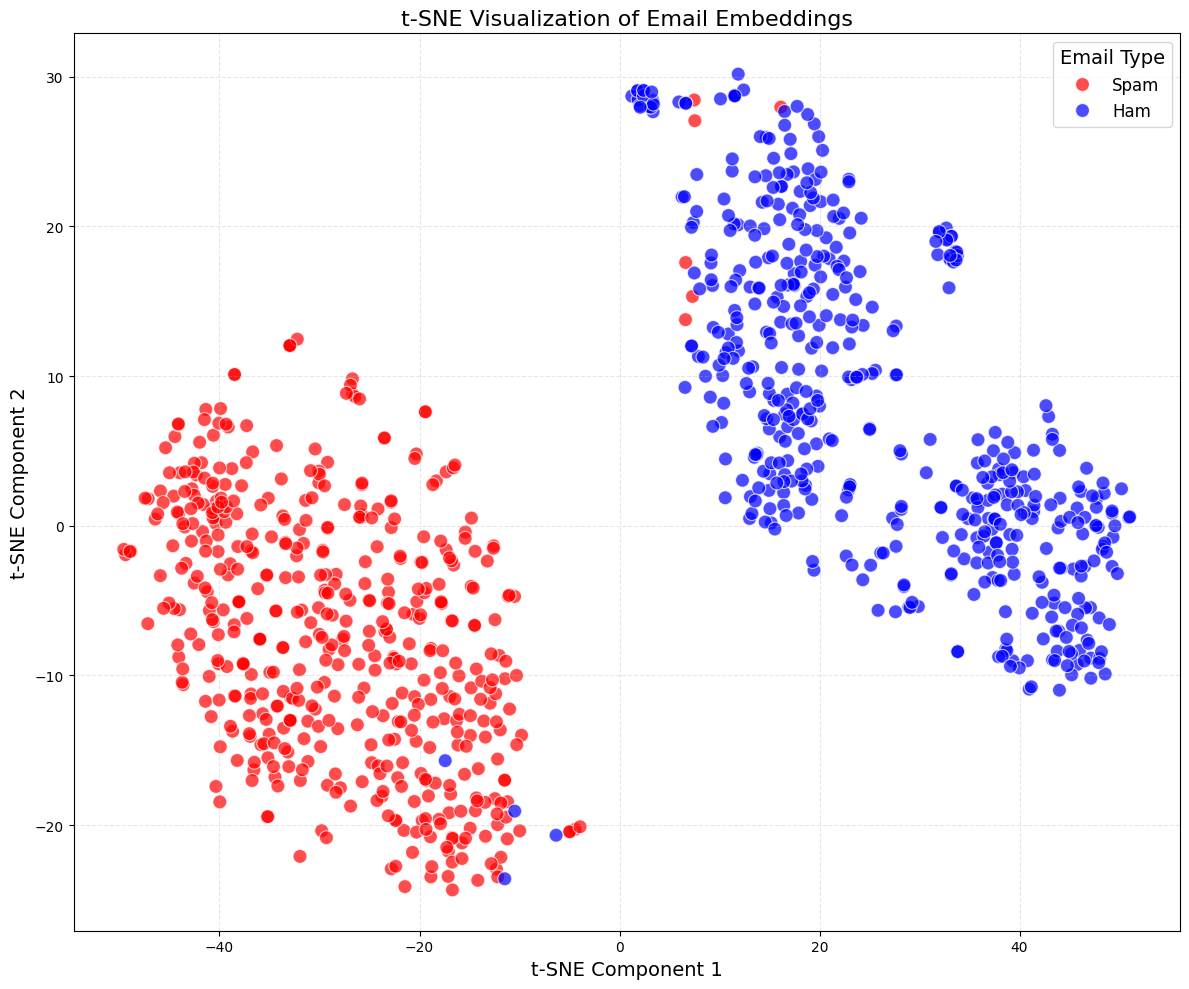 t-SNE Visualization of Email Embeddings
Email Type
Spam
Ham
t-SNE Component 2
30
20
10
0
−10
−20
−40
−20
0
20
40
t-SNE Component 1